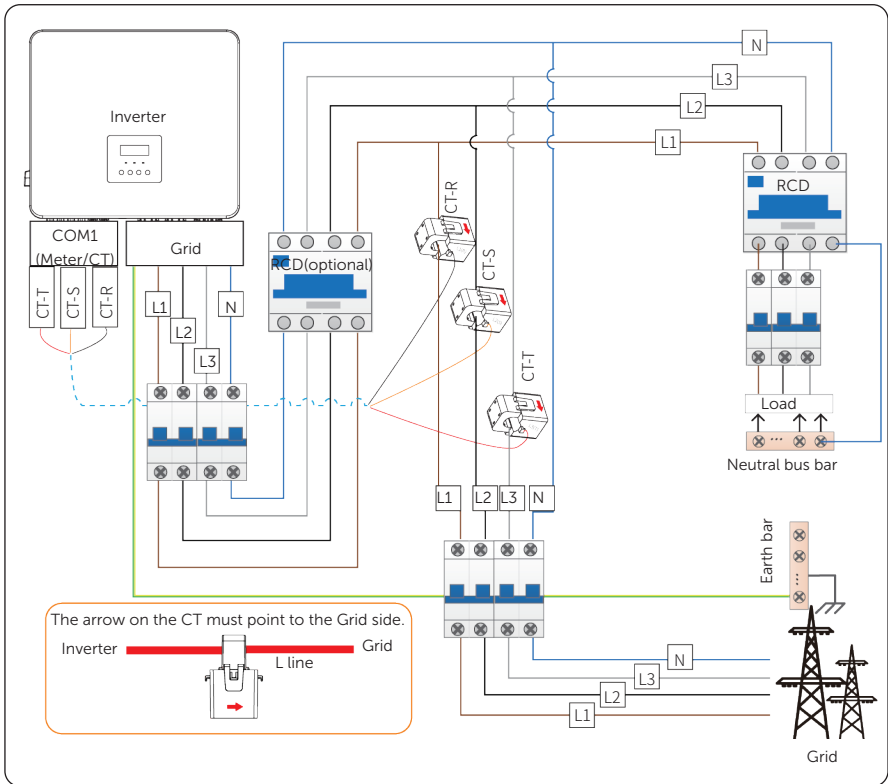 N
L3
L2
L1
Inverter
RCD
CT-R
COM1
(Meter/CT)
Grid
CT-S
RCD(optional)
CT-T
CT-S
CT-R
L1
N
L2
L3
CT-T
Load
...
Neutral bus bar
L1
L2
L3
N
Earth bar
...
The arrow on the CT must point to the Grid side.
Inverter
Grid
L line
N
L3
L2
L1
Grid